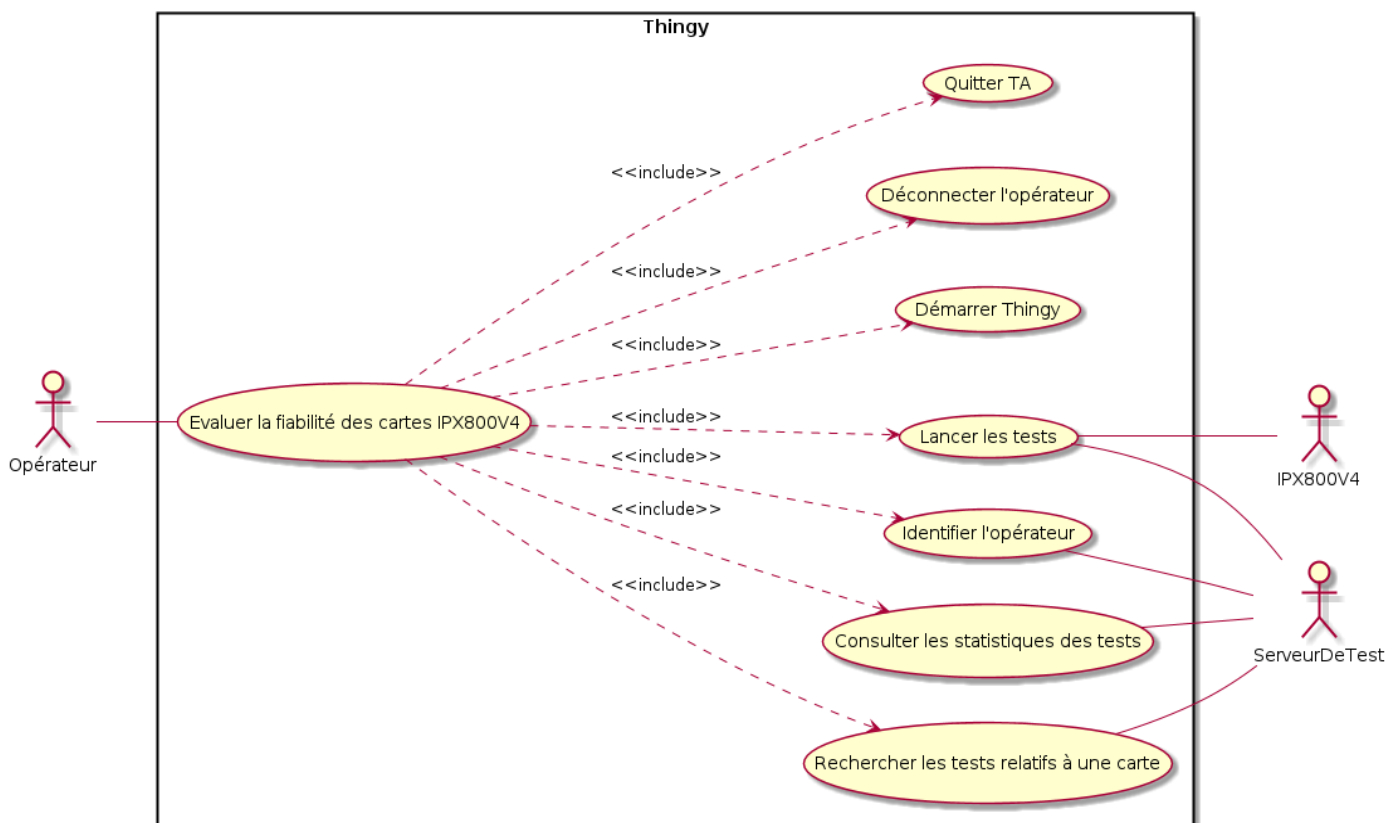 Thingy
Quitter TA
<<include>>
Déconnecter l'opérateur
<<include>>
Démarrer Thingy
<<include>>
Opérateur
Evaluer la fiabilité des cartes IPX800V4
<<include>>
Lancer les tests
IPX800V4
<<include>>
Identifier l'opérateur
<<include>>
Consulter les statistiques des tests
ServeurDeTest
<<include>>
Rechercher les tests relatifs à une carte